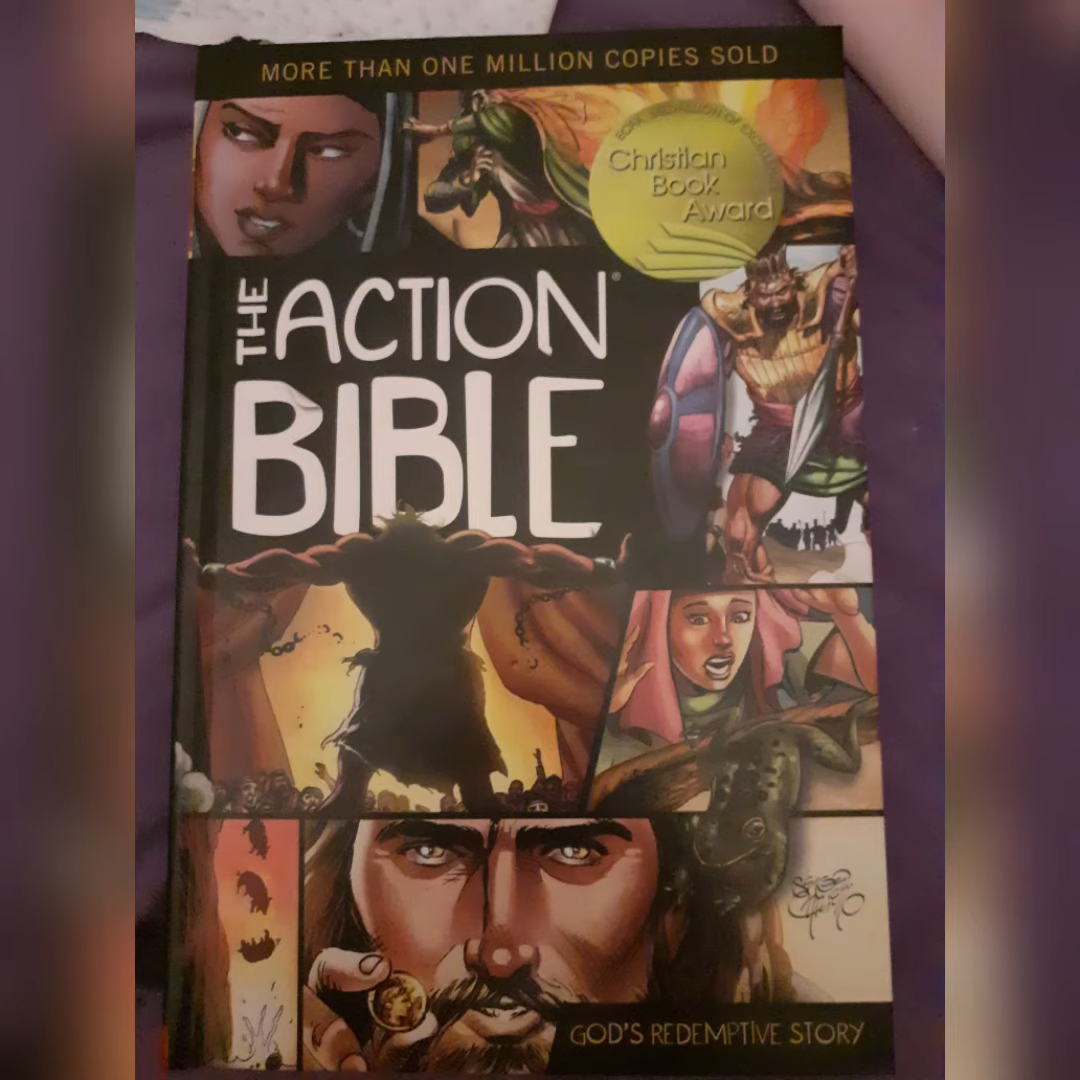 MORE THAN ONE MILLION COPIES SOLD
Christian
Book
Award
THE ACTION®
BIBLE
GOD'S REDEMPTIVE STORY